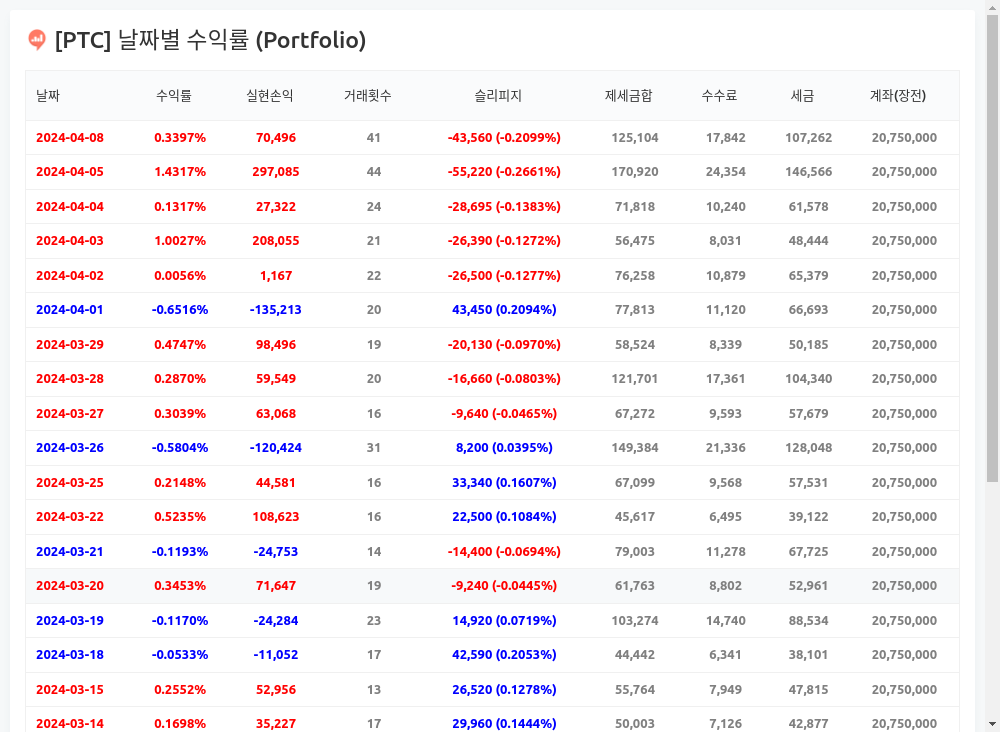 [PTC] 날짜별 수익률 (Portfolio)
날짜 수익률 실현손익 거래횟수 슬리피지 제세금합 수수료 세금 계좌(장전)
2024-04-08 0.3397% 70,496 41 -43,560 (-0.2099%) 125,104 17,842 107,262 20,750,000
2024-04-05 1.4317% 297,085 44 -55,220 (-0.2661%) 170,920 24,354 146,566 20,750,000
2024-04-04 0.1317% 27,322 24 -28,695 (-0.1383%) 71,818 10,240 61,578 20,750,000
2024-04-03 1.0027% 208,055 21 -26,390 (-0.1272%) 56,475 8,031 48,444 20,750,000
2024-04-02 0.0056% 1,167 22 -26,500 (-0.1277%) 76,258 10,879 65,379 20,750,000
2024-04-01 -0.6516% -135,213 20 43,450 (0.2094%) 77,813 11,120 66,693 20,750,000
2024-03-29 0.4747% 98,496 19 -20,130 (-0.0970%) 58,524 8,339 50,185 20,750,000
2024-03-28 0.2870% 59,549 20 -16,660 (-0.0803%) 121,701 17,361 104,340 20,750,000
2024-03-27 0.3039% 63,068 16 -9,640 (-0.0465%) 67,272 9,593 57,679 20,750,000
2024-03-26 -0.5804% -120,424 31 8,200 (0.0395%) 149,384 21,336 128,048 20,750,000
2024-03-25 0.2148% 44,581 16 33,340 (0.1607%) 67,099 9,568 57,531 20,750,000
2024-03-22 0.5235% 108,623 16 22,500 (0.1084%) 45,617 6,495 39,122 20,750,000
2024-03-21 -0.1193% -24,753 14 -14,400 (-0.0694%) 79,003 11,278 67,725 20,750,000
2024-03-20 0.3453% 71,647 19 -9,240 (-0.0445%) 61,763 8,802 52,961 20,750,000
2024-03-19 -0.1170% -24,284 23 14,920 (0.0719%) 103,274 14,740 88,534 20,750,000
2024-03-18 -0.0533% -11,052 17 42,590 (0.2053%) 44,442 6,341 38,101 20,750,000
2024-03-15 0.2552% 52,956 13 26,520 (0.1278%) 55,764 7,949 47,815 20,750,000
2024-03-14 0.1698% 35,227 17 29,960 (0.1444%) 50,003 7,126 42,877 20,750,000